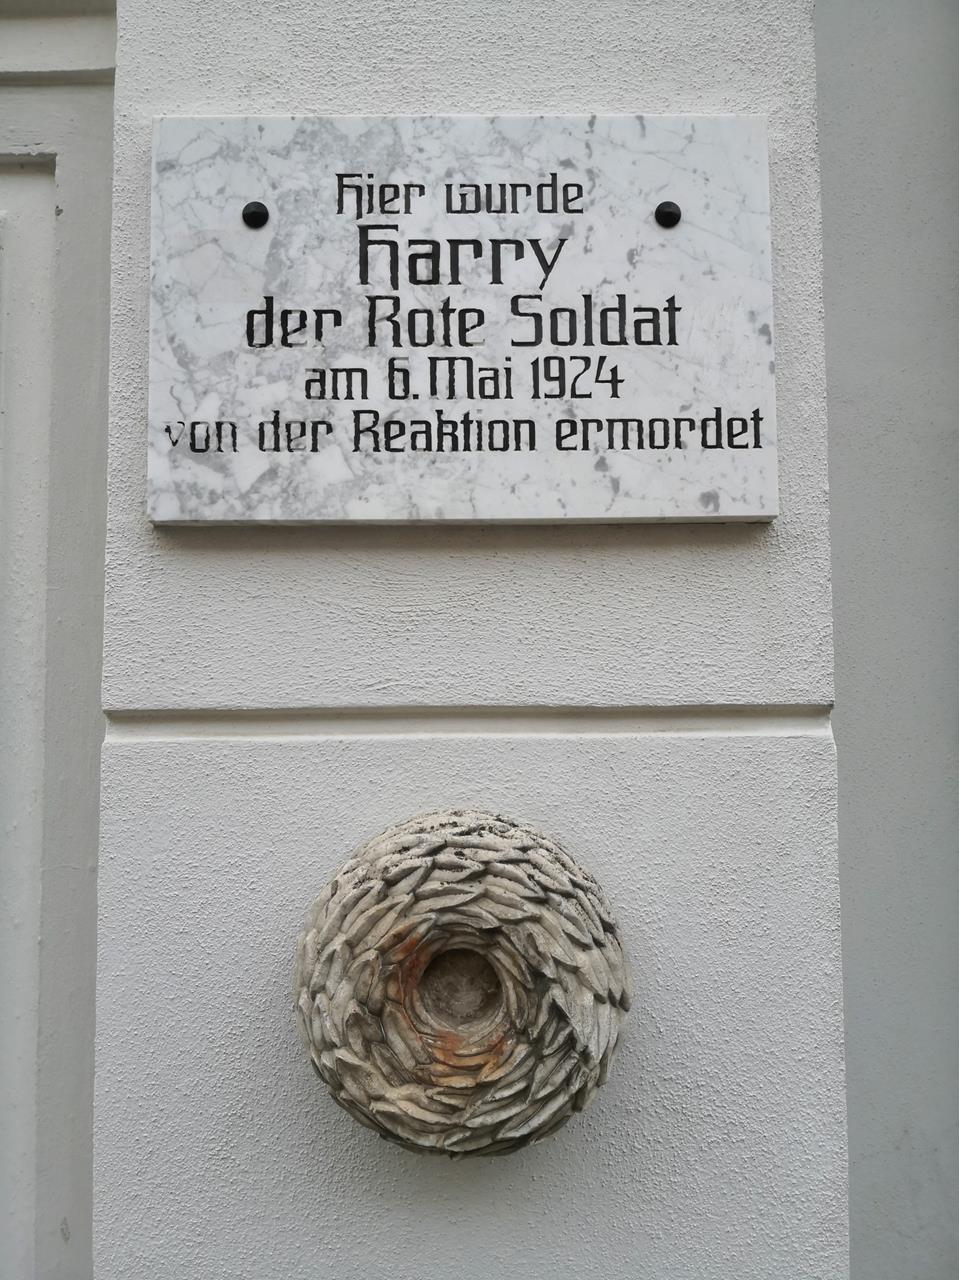 Hier wurde
Harry
der Rote Soldat
am 6. Mai 1924
von der Reaktion ermordet